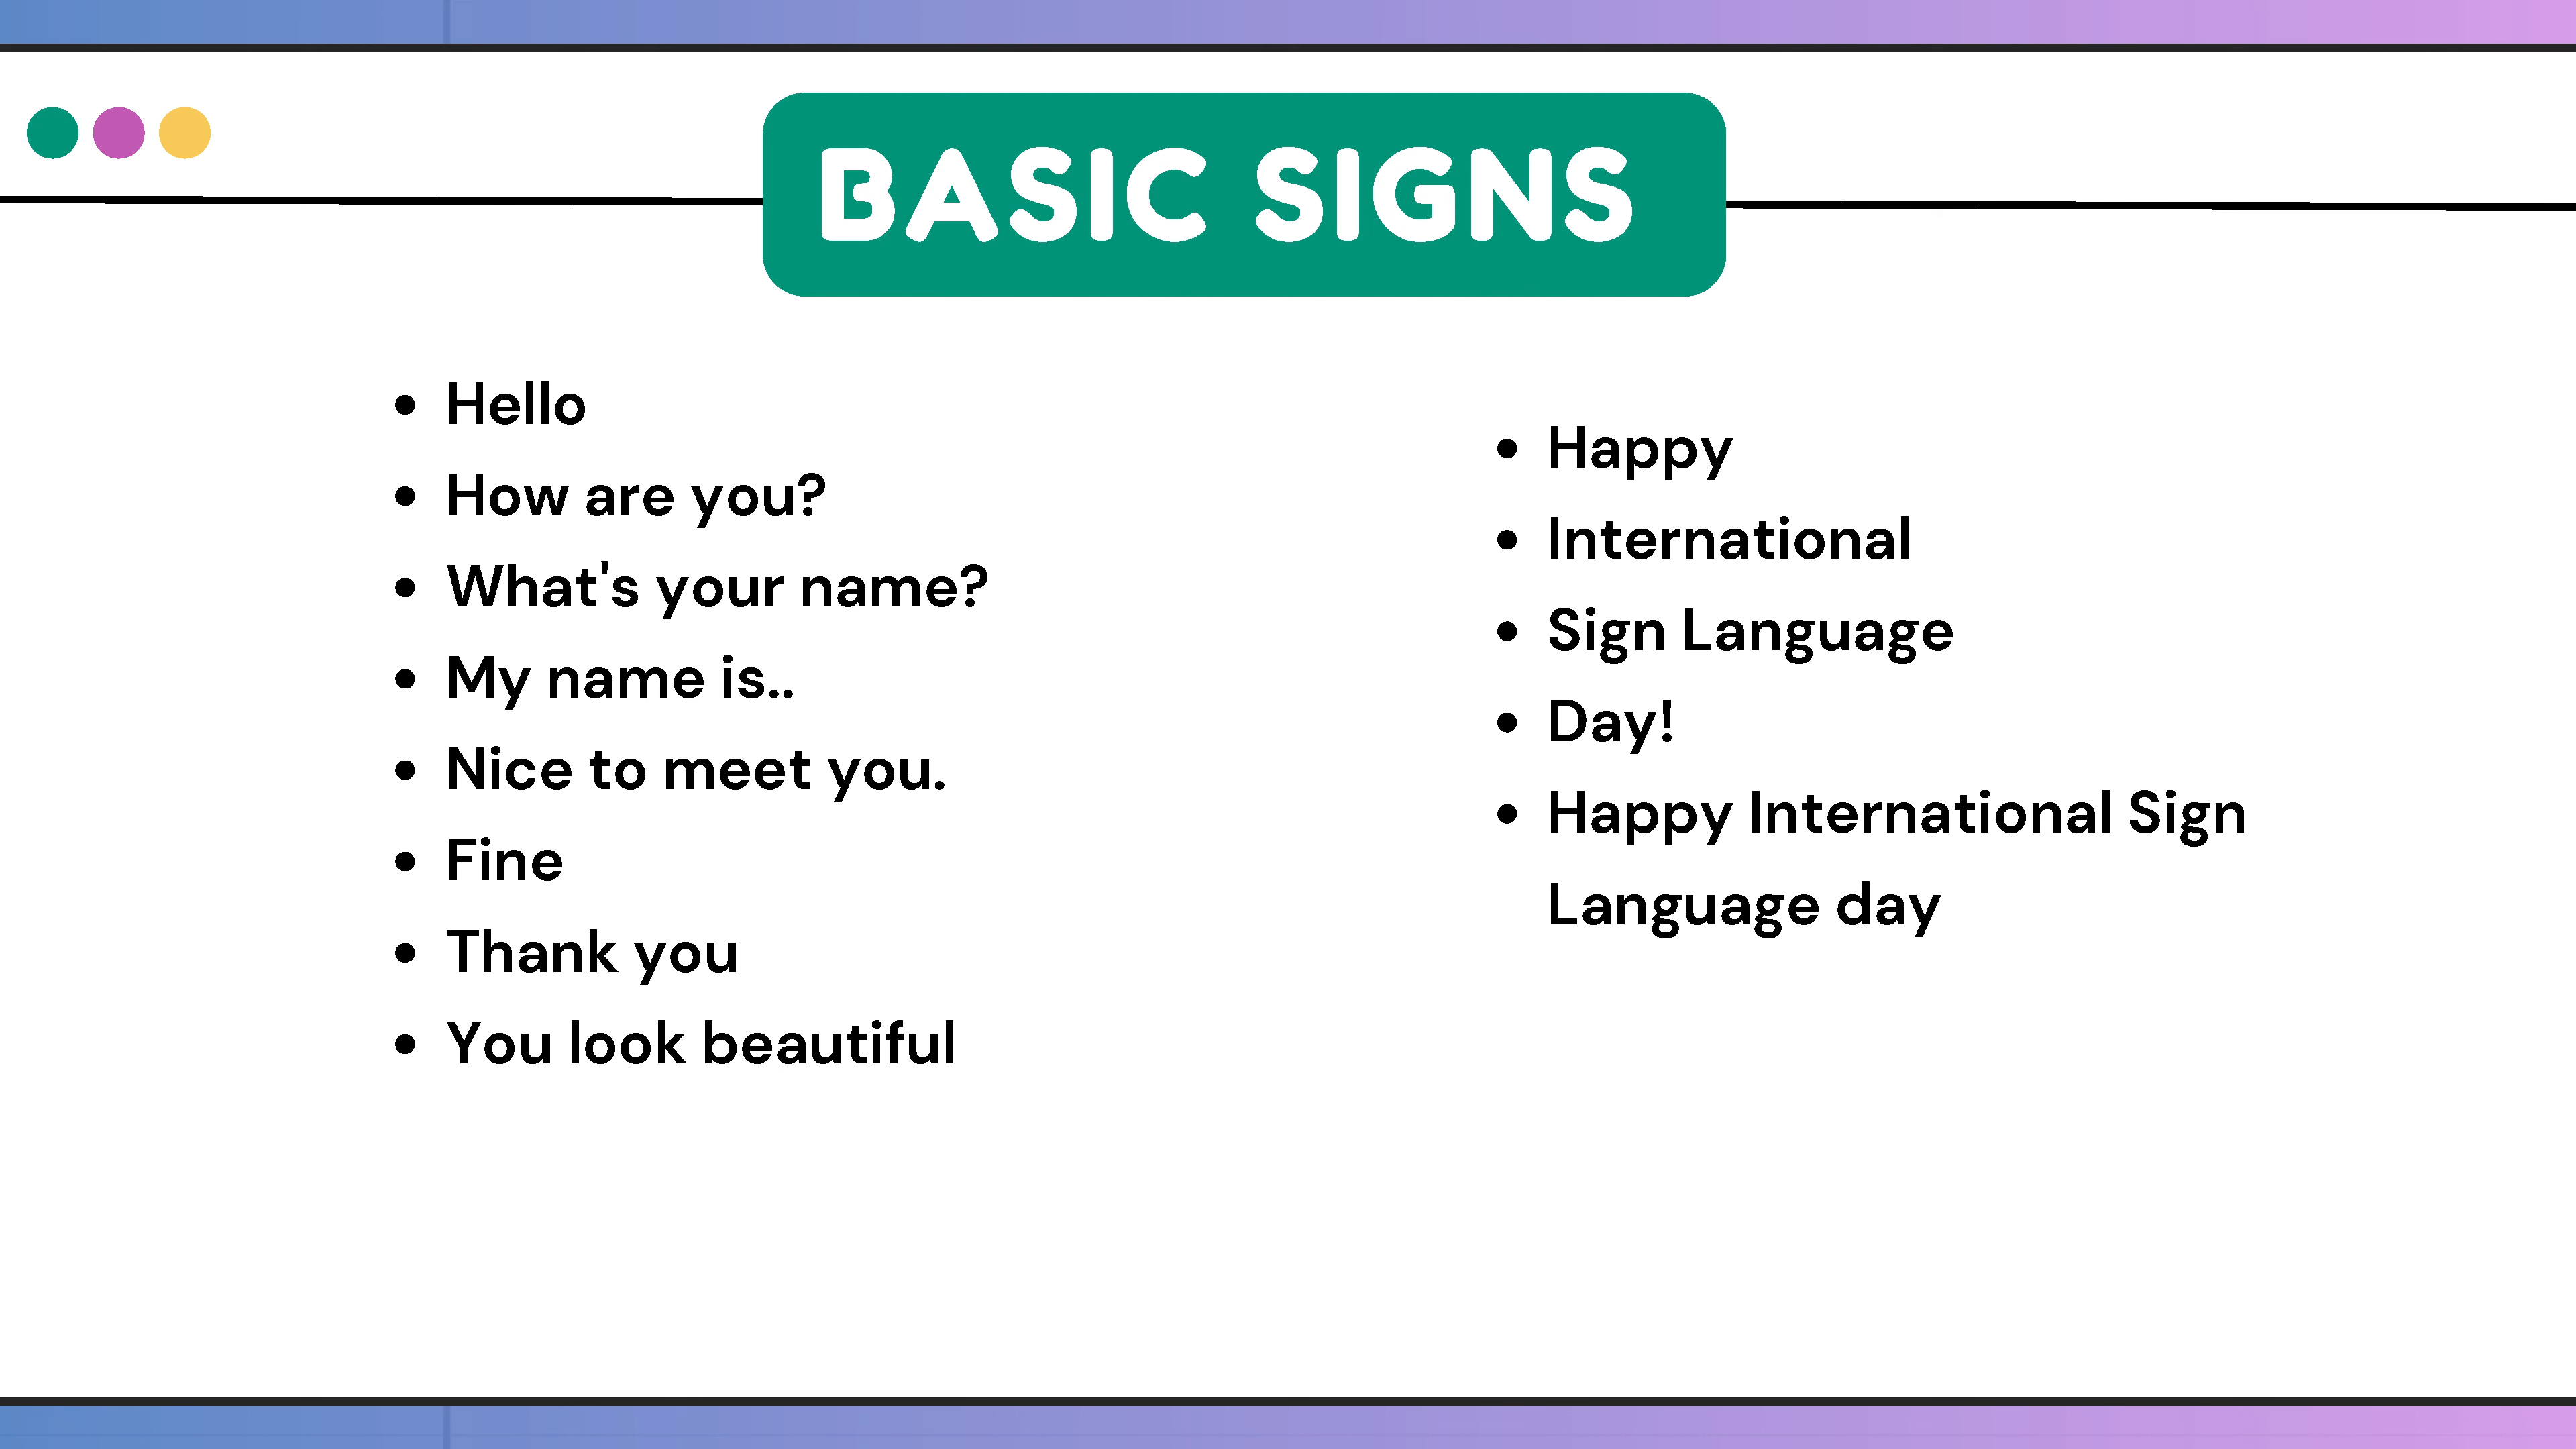 BASIC SIGNS
• Hello
• How are you?
• What's your name?
• My name is..
• Nice to meet you.
• Fine
• Thank you
• You look beautiful
• Happy
• International
• Sign Language
• Day!
• Happy International Sign
Language day